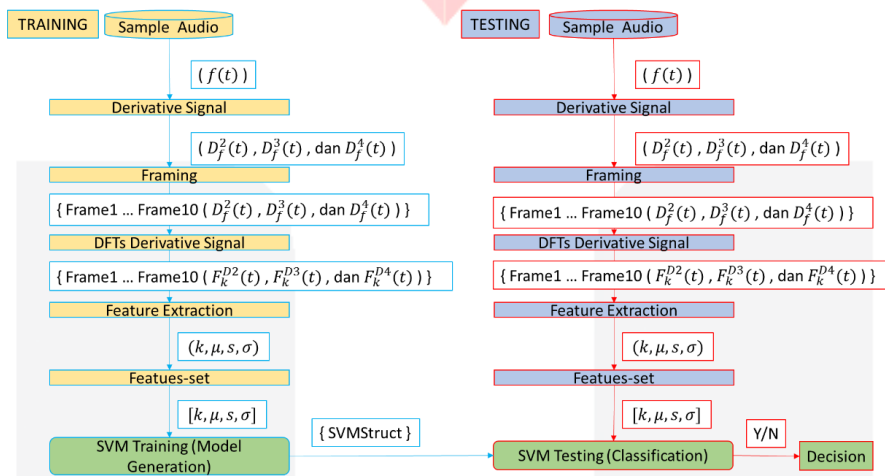 TRAINING
Sample Audio
( 𝑓(𝑡) )
Derivative Signal
( D_f^2(t) , D_f^3(t) , dan D_f^4(t) )
Framing
{ Frame1 ... Frame10 ( D_f^2(t) , D_f^3(t) , dan D_f^4(t) ) }
DFTs Derivative Signal
{ Frame1 ... Frame10 ( F_k^{D2}(t) , F_k^{D3}(t) , dan F_k^{D4}(t) ) }
Feature Extraction
(k, μ, s, σ)
Featues-set
[k, μ, s, σ]
SVM Training (Model
Generation)
{ SVMStruct }
TESTING
Sample Audio
( f(t) )
Derivative Signal
( D_f^2(t) , D_f^3(t) , dan D_f^4(t) )
Framing
{ Frame1 ... Frame10 ( D_f^2(t) , D_f^3(t) , dan D_f^4(t) ) }
DFTs Derivative Signal
{ Frame1 ... Frame10 ( F_k^{D2}(t) , F_k^{D3}(t) , dan F_k^{D4}(t) ) }
Feature Extraction
(k, μ, s, σ)
Featues-set
[k, μ, s, σ]
SVM Testing (Classification)
Y/N
Decision